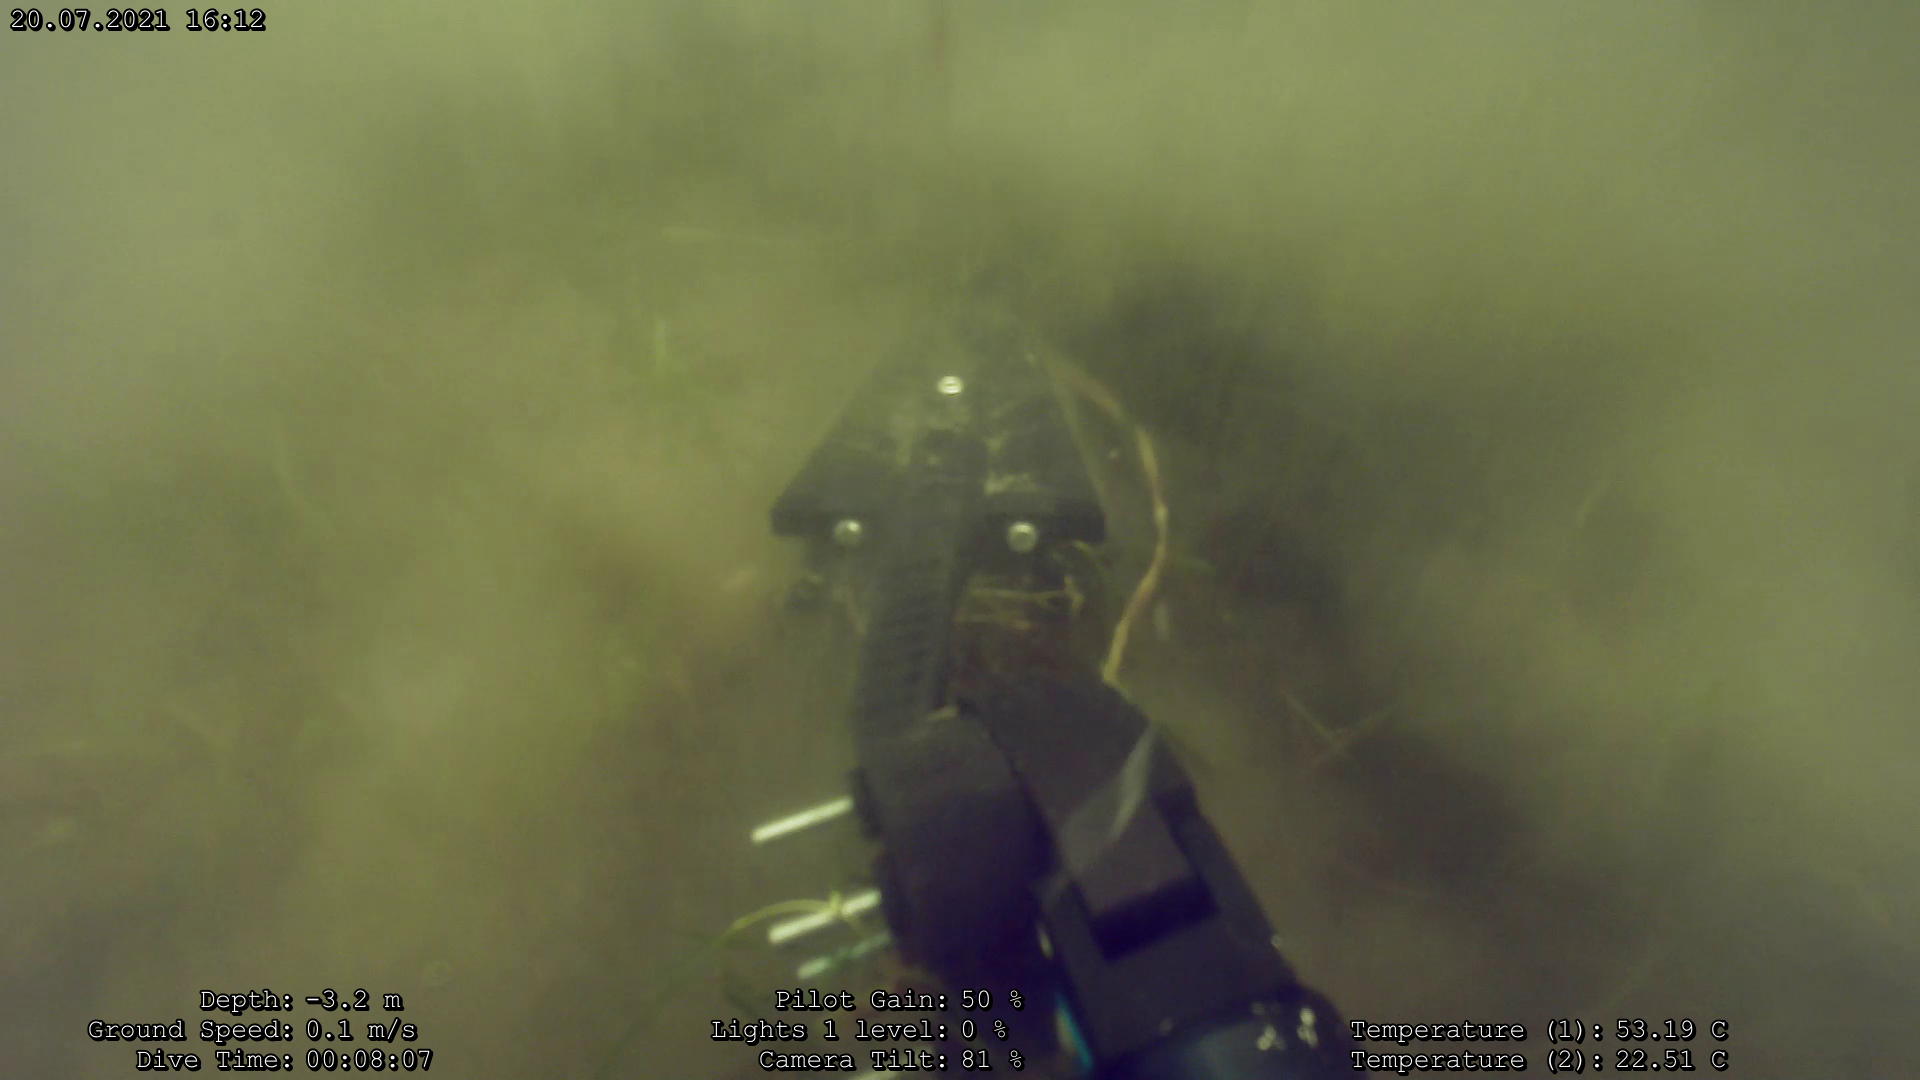 20.07.2021 16:12
Depth: -3.2 m
Ground Speed: 0.1 m/s
Dive Time: 00:08:07
Pilot Gain: 50 %
Lights 1 level: 0 %
Camera Tilt: 81 %
Temperature (1): 53.19 C
Temperature (2): 22.51 C